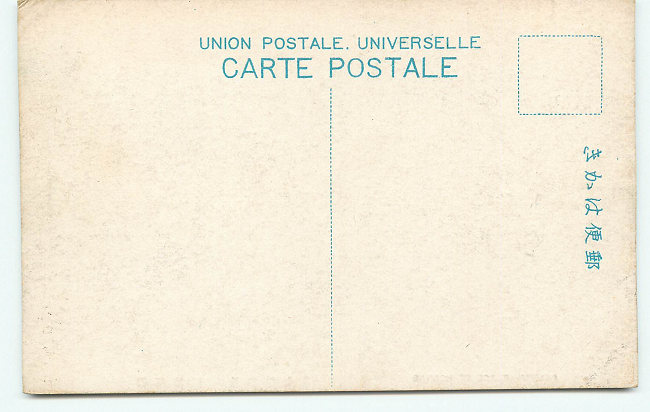 UNION POSTALE. UNIVERSELLE
CARTE POSTALE
郵便はかき